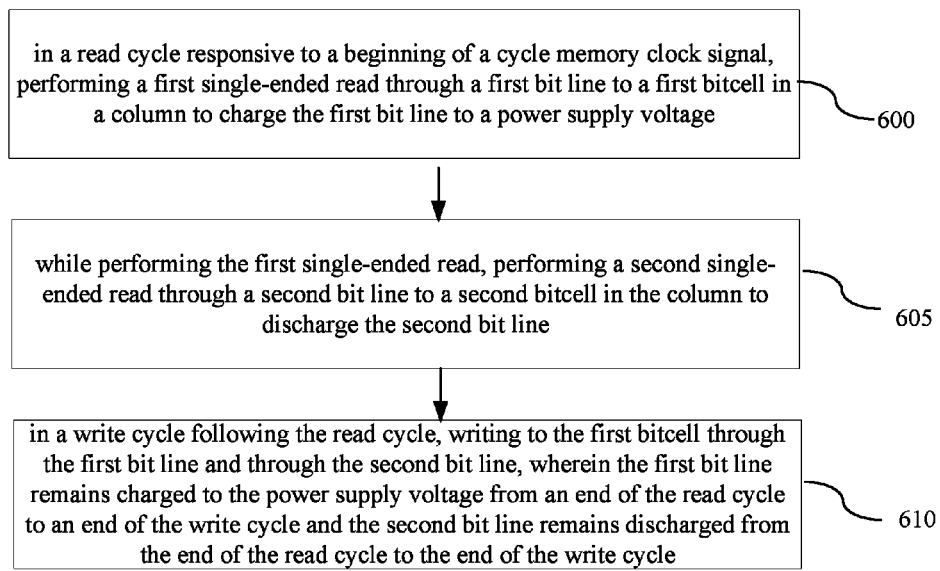 in a read cycle responsive to a beginning of a cycle memory clock signal,
performing a first single-ended read through a first bit line to a first bitcell in
a column to charge the first bit line to a power supply voltage
600
while performing the first single-ended read, performing a second single-
ended read through a second bit line to a second bitcell in the column to
discharge the second bit line
605
in a write cycle following the read cycle, writing to the first bitcell through
the first bit line and through the second bit line, wherein the first bit line
remains charged to the power supply voltage from an end of the read cycle
to an end of the write cycle and the second bit line remains discharged from
the end of the read cycle to the end of the write cycle
610